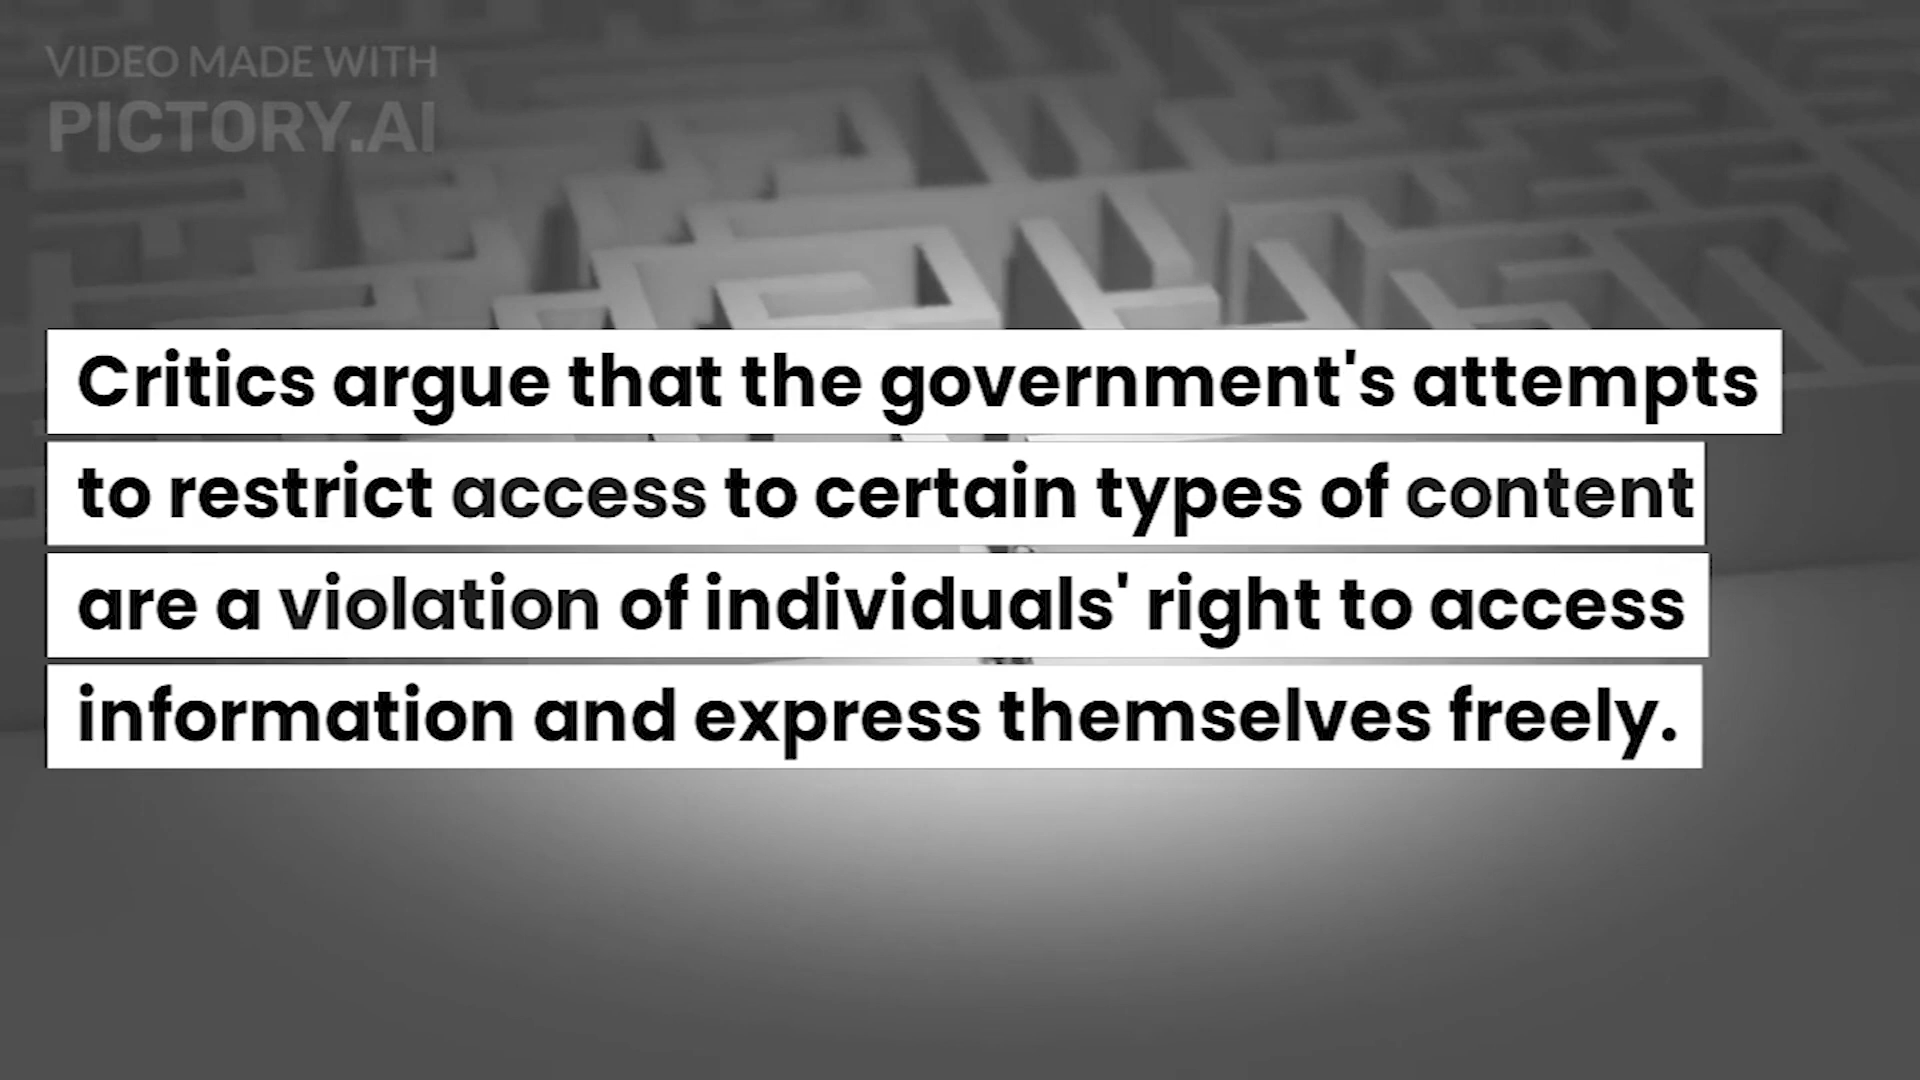 VIDEO MADE WITH
PICTORY.AI
Critics argue that the government's attempts
to restrict access to certain types of content
are a violation of individuals' right to access
information and express themselves freely.